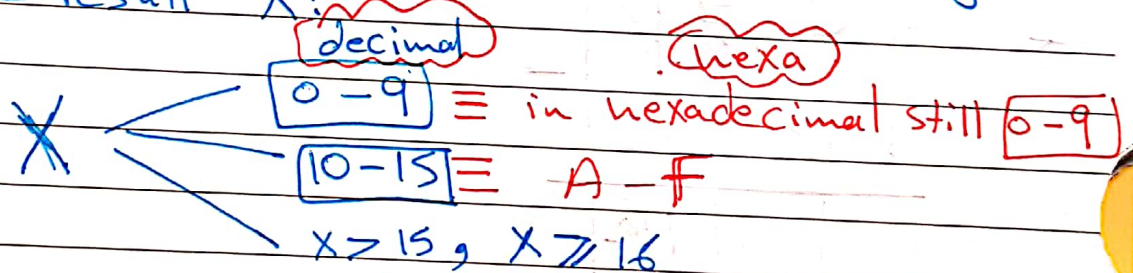 decimal hexa
X 0-9 ≡ in hexadecimal still 0-9
10-15 ≡ A-F
X > 15, X ⩾ 16